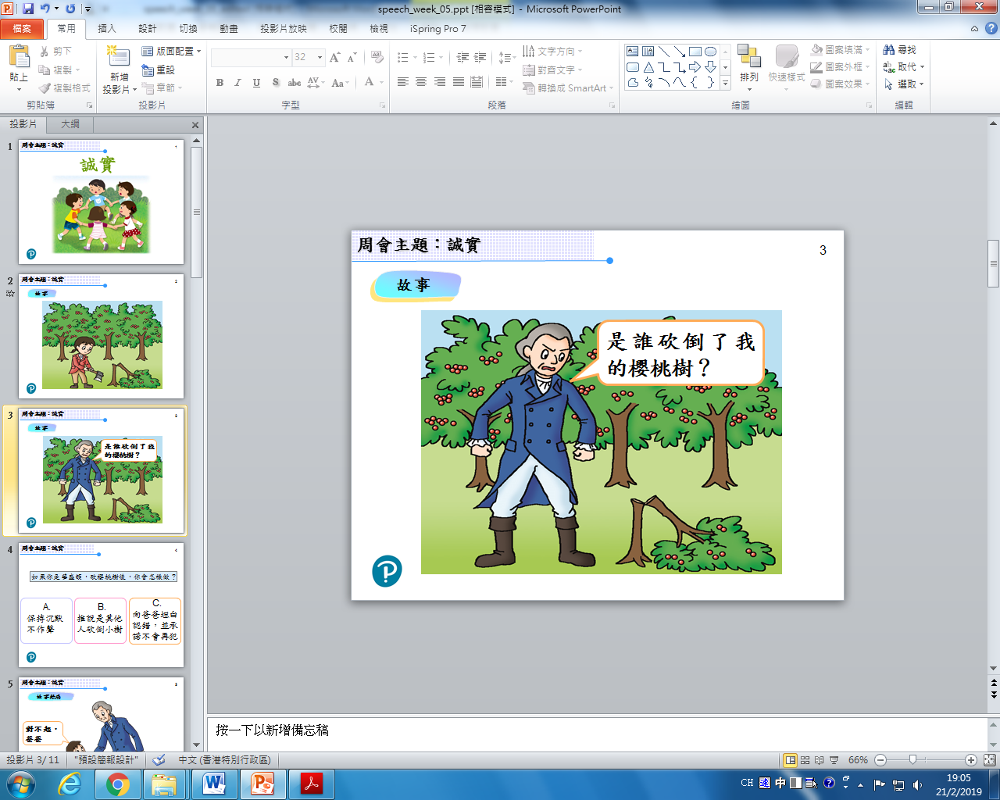 speech_week_05.ppt [相容模式] - Microsoft PowerPoint
檔案 常用 插入 設計 切換 動畫 投影片放映 校閱 檢視 iSpring Pro 7
貼上 剪下 複製 複製格式 剪貼簿
新增投影片 版面配置 重設 章節 投影片
32 B I U S abc AV Aa A 字型
文字方向 對齊文字 轉換成 SmartArt 段落
排列 快速樣式 圖案填滿 圖案外框 圖案效果 繪圖
尋找 取代 選取 編輯
投影片 大綱
1
周會主題：誠實
誠實
2
周會主題：誠實
故事
3
周會主題：誠實
故事
是誰砍倒了我
的櫻桃樹？
4
周會主題：誠實
如果你是華盛頓，砍櫻桃樹後，你會怎樣做？
A.
保持沉默
不作聲
B.
推說是其他
人砍倒小樹
C.
向爸爸坦白
認錯，並承
諾不會再犯
5
周會主題：誠實
故事結局
對不起，
爸爸
周會主題：誠實
3
故事
是誰砍倒了我
的櫻桃樹？
按一下以新增備忘稿
投影片 3/ 11 "預設簡報設計" 中文 (香港特別行政區) 66%
CH 速 中 19:05
21/2/2019